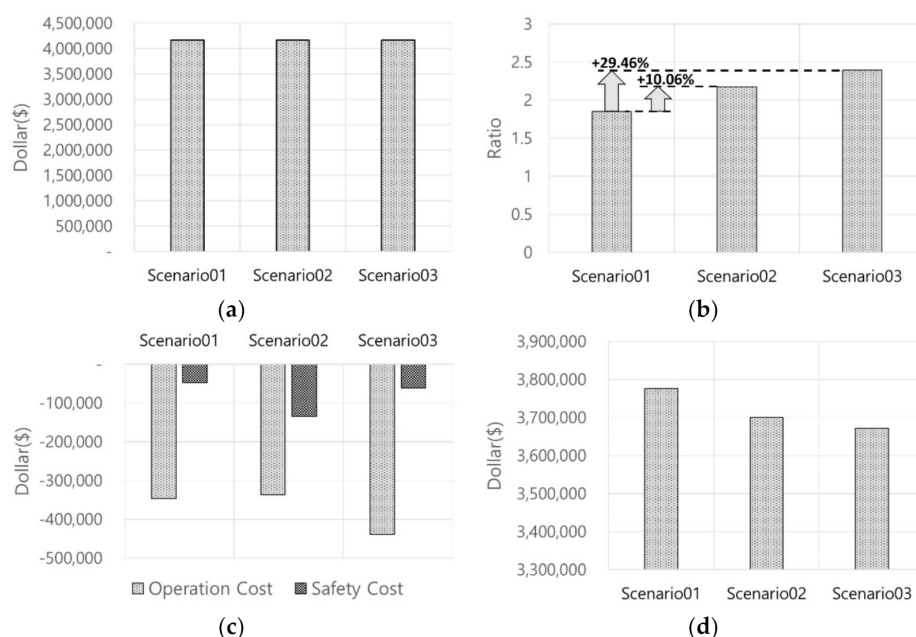 (a)
4,500,000
4,000,000
3,500,000
3,000,000
2,500,000
2,000,000
1,500,000
1,000,000
500,000
-
Dollar($)
Scenario01 Scenario02 Scenario03
(b)
3
2.5
2
1.5
1
0.5
0
Ratio
+29.46%
+10.06%
Scenario01 Scenario02 Scenario03
(c)
Scenario01 Scenario02 Scenario03
-
-100,000
-200,000
-300,000
-400,000
-500,000
Dollar($)
Operation Cost Safety Cost
(d)
3,900,000
3,800,000
3,700,000
3,600,000
3,500,000
3,400,000
3,300,000
Dollar($)
Scenario01 Scenario02 Scenario03